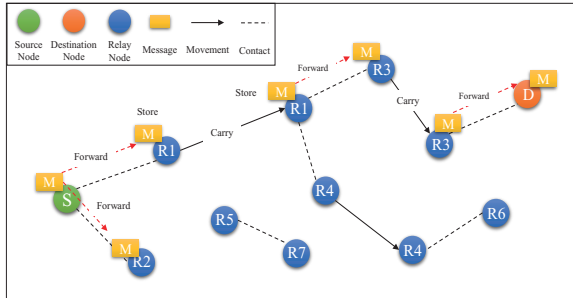 M
Source
Node
Destination
Node
Relay
Node
Message
Movement
Contact
M
Forward
R3
M
Store
M
R1
Forward
M
D
Store
M
R1
Carry
Carry
M
R3
Forward
M
S
Forward
R4
M
R2
R5
R7
R4
R6